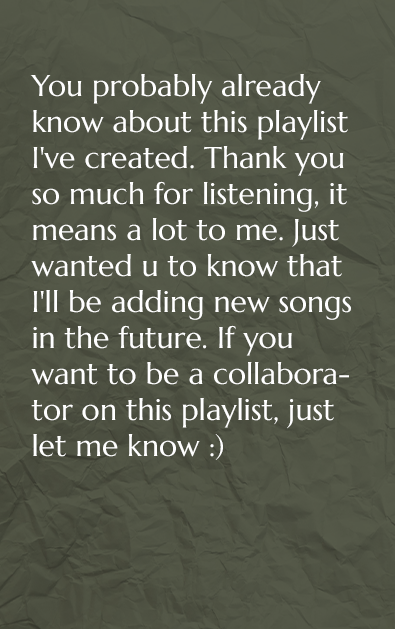 You probably already
know about this playlist
I've created. Thank you
so much for listening, it
means a lot to me. Just
wanted u to know that
I'll be adding new songs
in the future. If you
want to be a collabora-
tor on this playlist, just
let me know :)